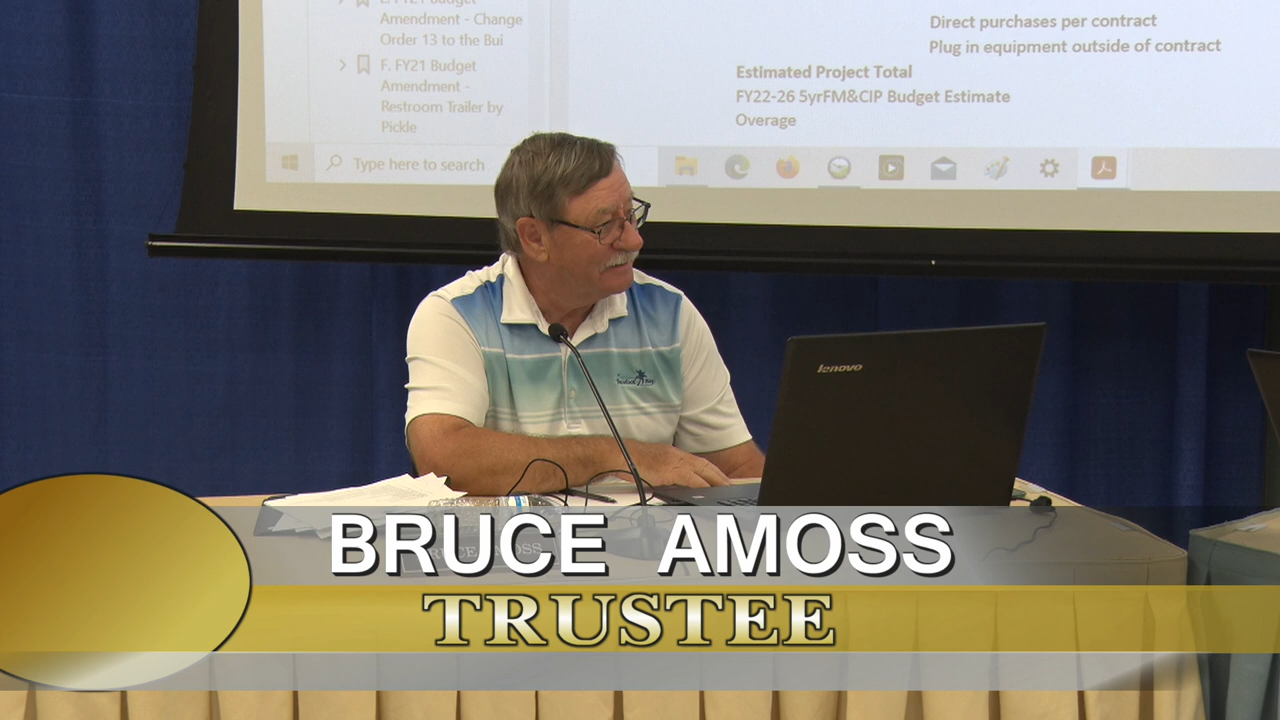 Amendment - Change
Order 13 to the Bui
F. FY21 Budget
Amendment -
Restroom Trailer by
Pickle
Direct purchases per contract
Plug in equipment outside of contract
Estimated Project Total
FY22-26 5yrFM&CIP Budget Estimate
Overage
Type here to search
lenovo
BRUCE AMOSS
BRUCE AMOSS
TRUSTEE